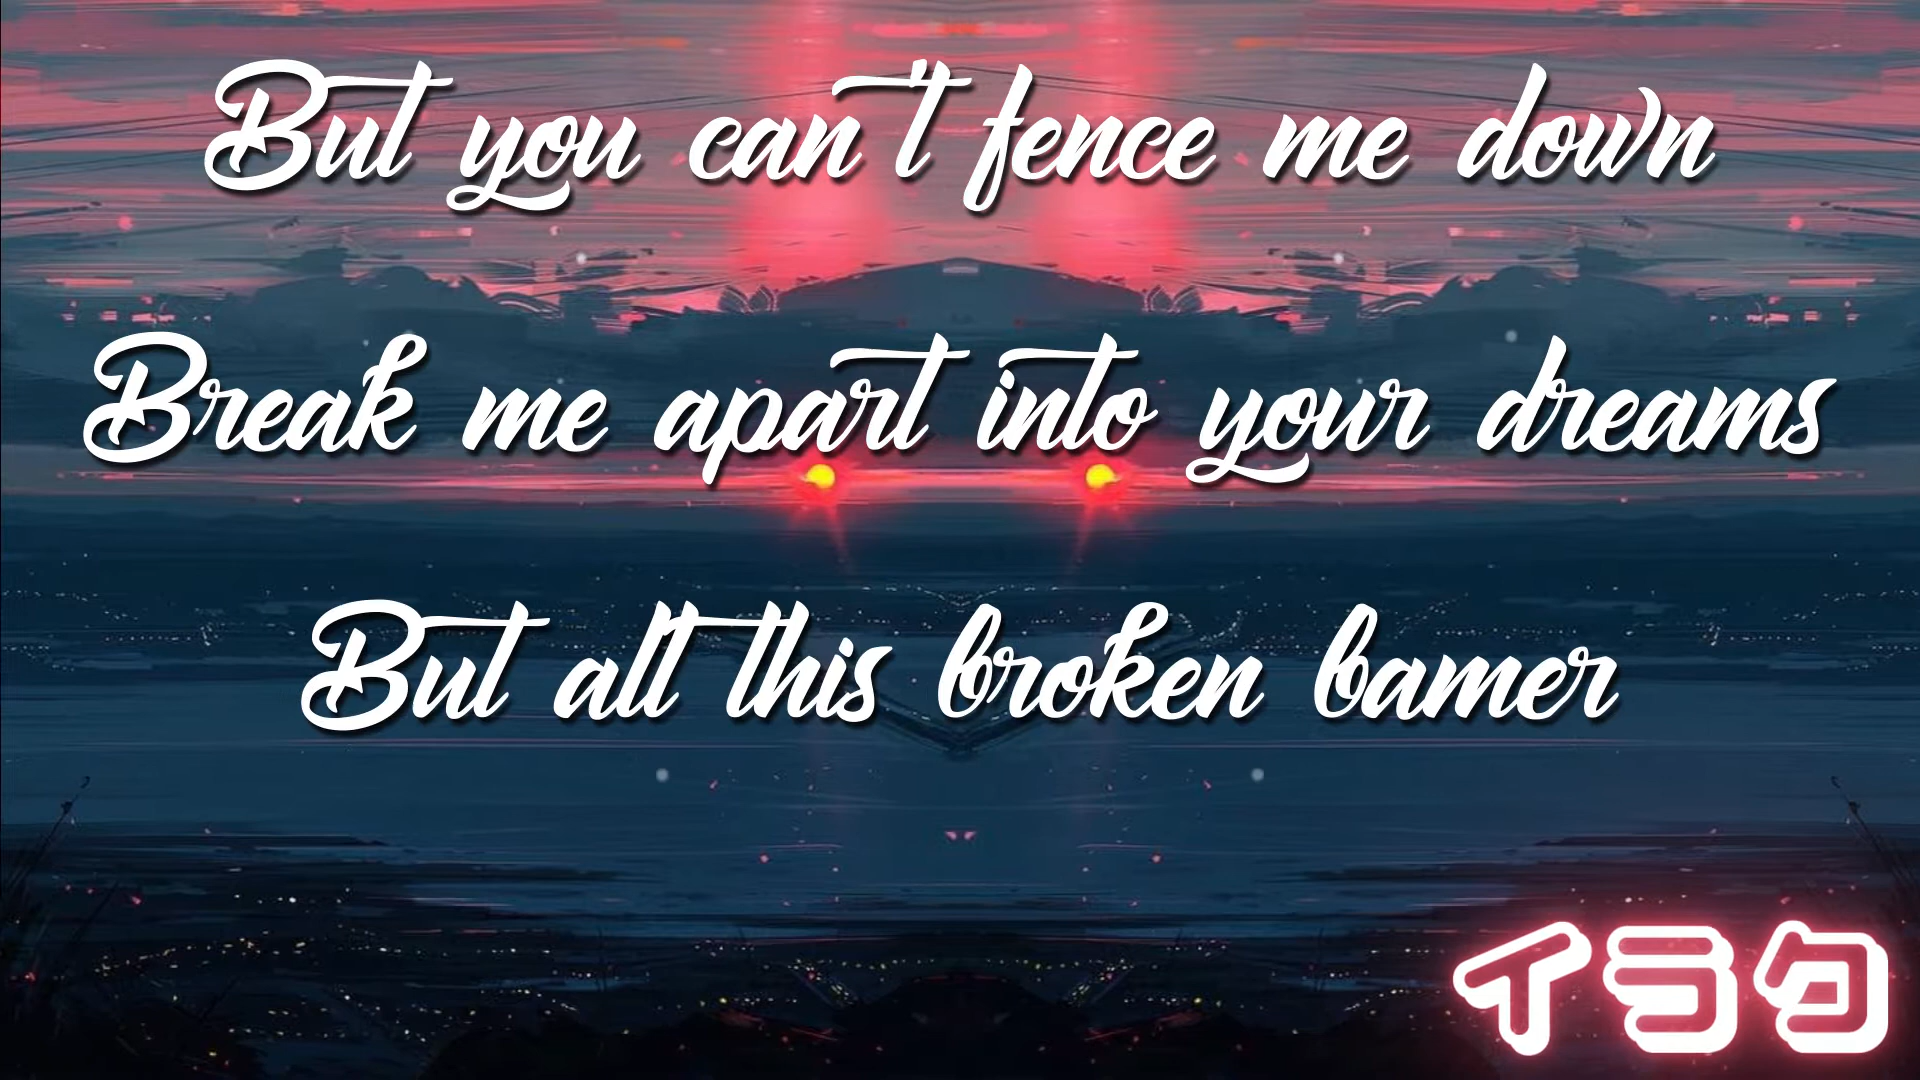 But you can't fence me down
Break me apart into your dreams
But all this broken bamer
イラク